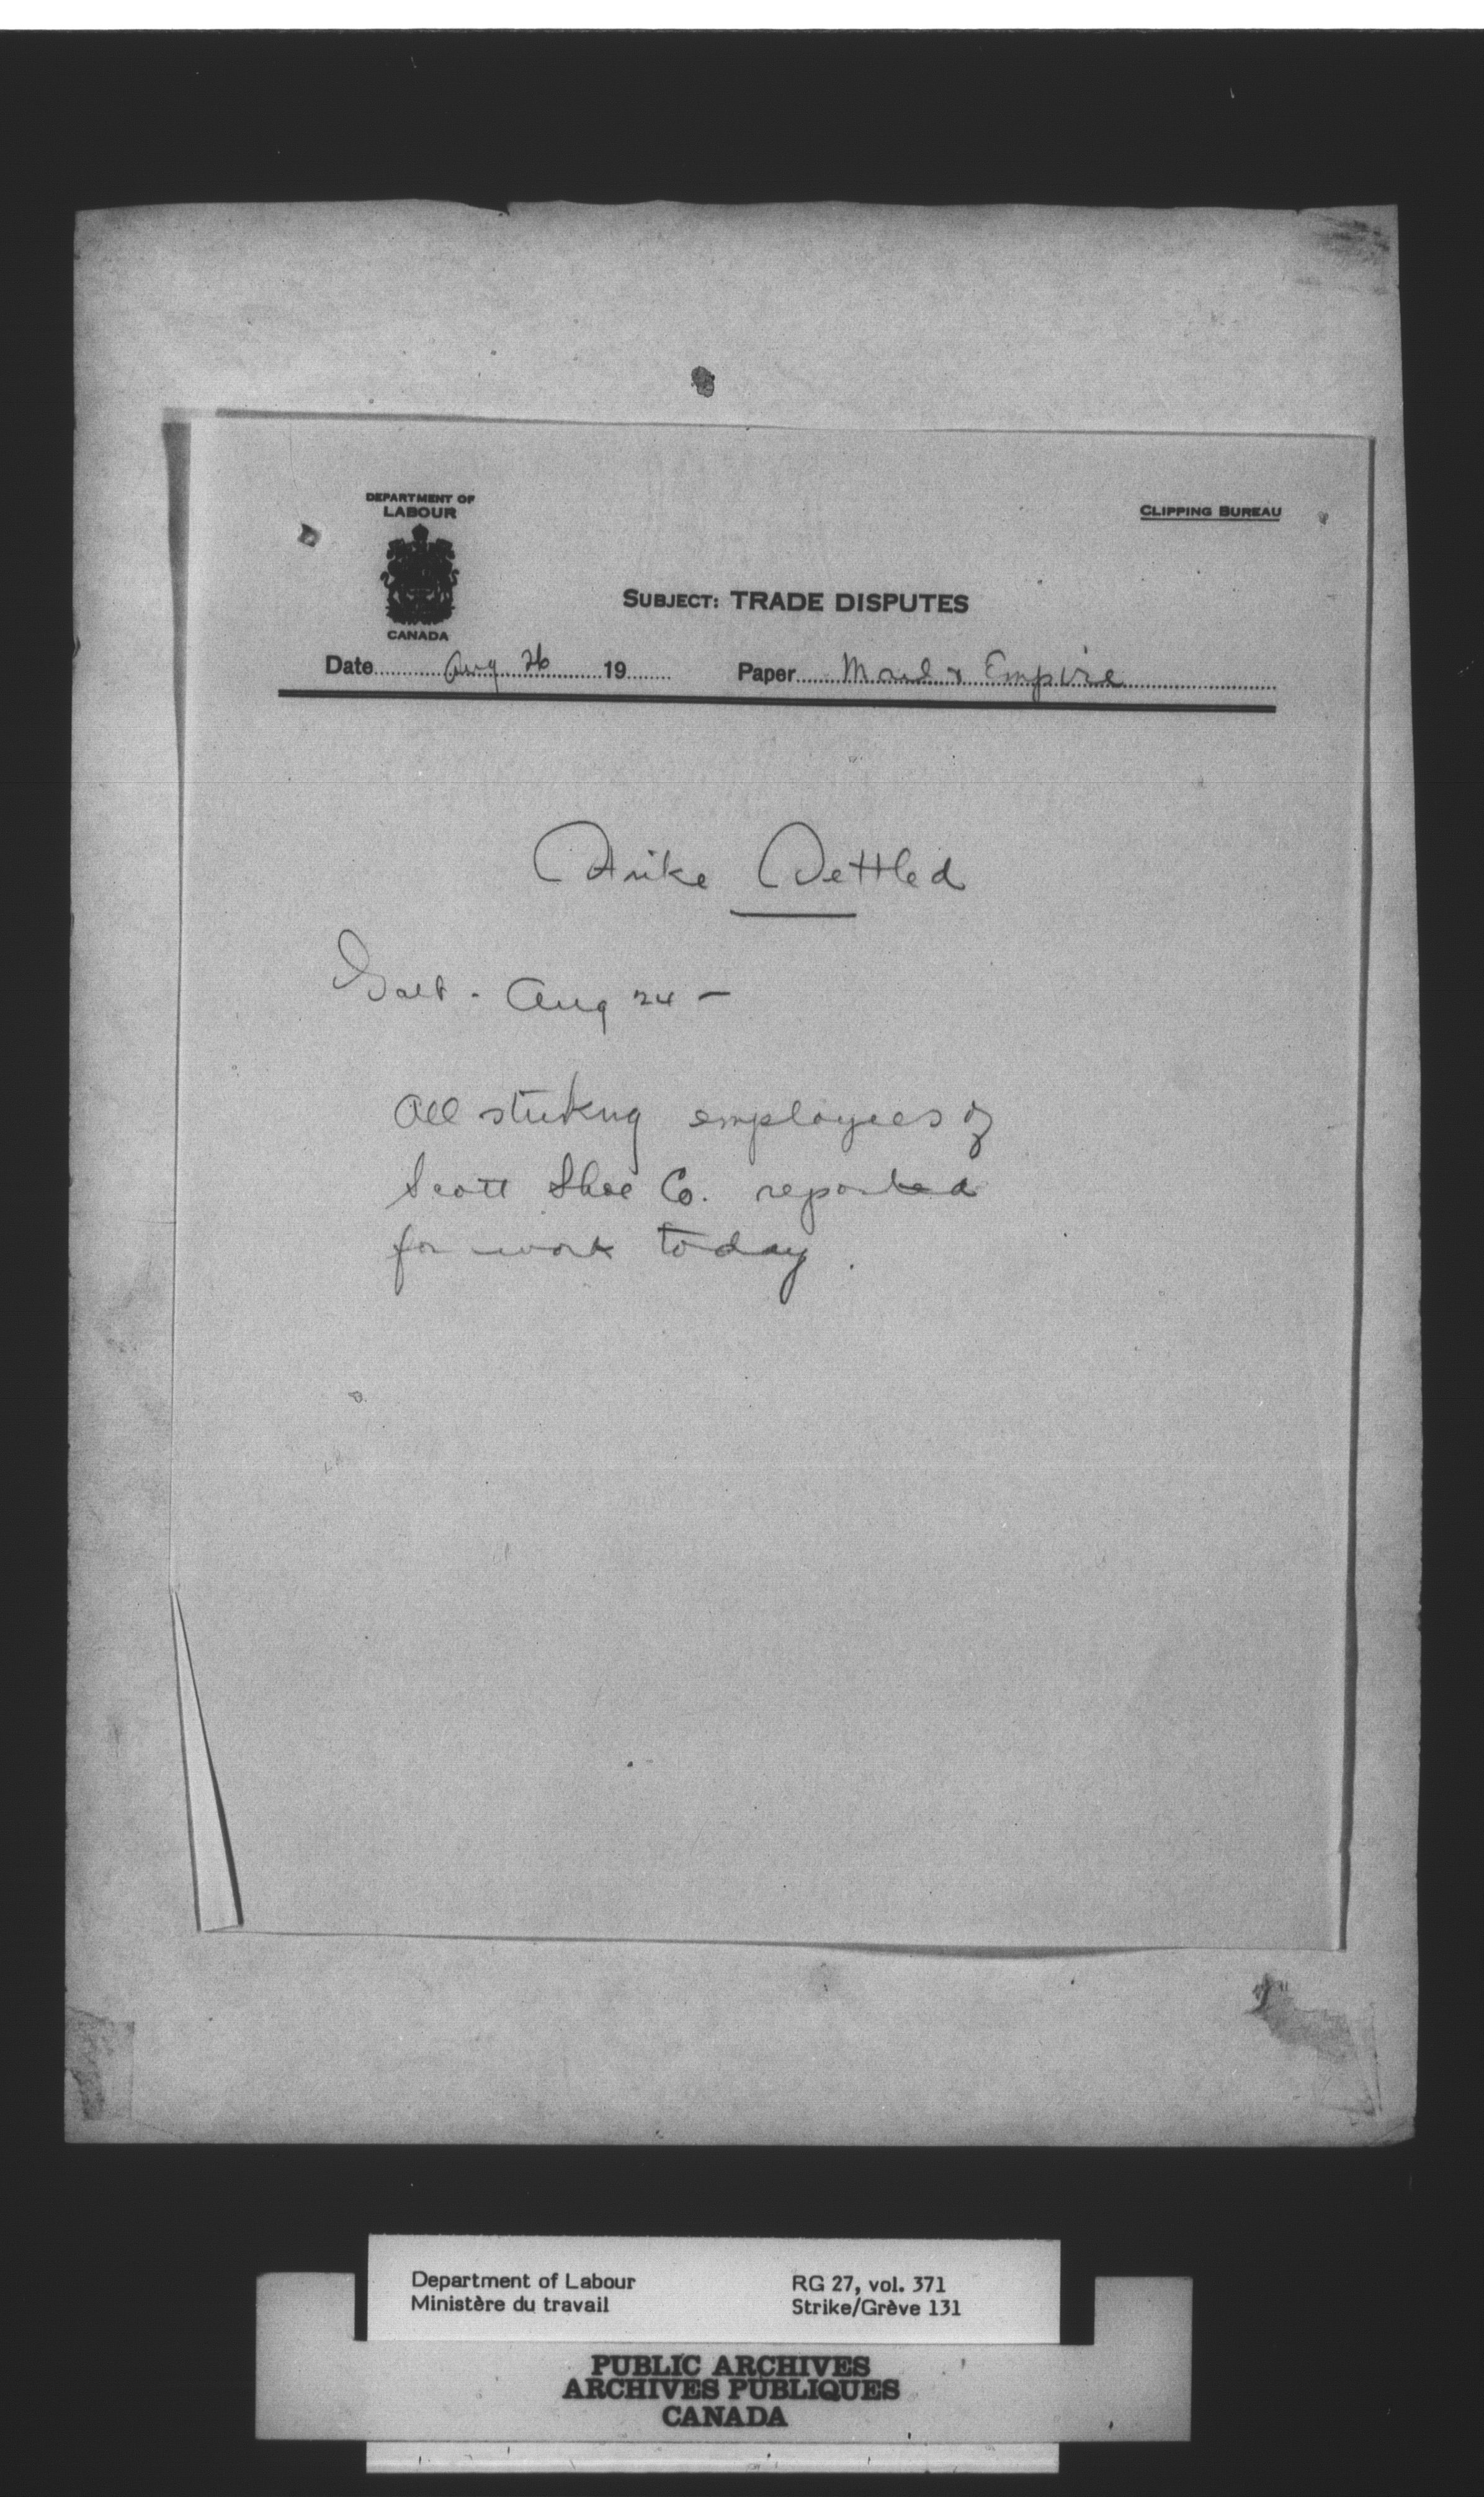 DEPARTMENT OF
LABOUR
CANADA
CLIPPING BUREAU
SUBJECT: TRADE DISPUTES
Date Aug 26 19 Paper Mail & Empire
Strike Settled
Galt - Aug 24 -
All striking employees of
Scott Shoe Co. reported
for work today.
Department of Labour
Ministère du travail
RG 27, vol. 371
Strike/Grève 131
PUBLIC ARCHIVES
ARCHIVES PUBLIQUES
CANADA